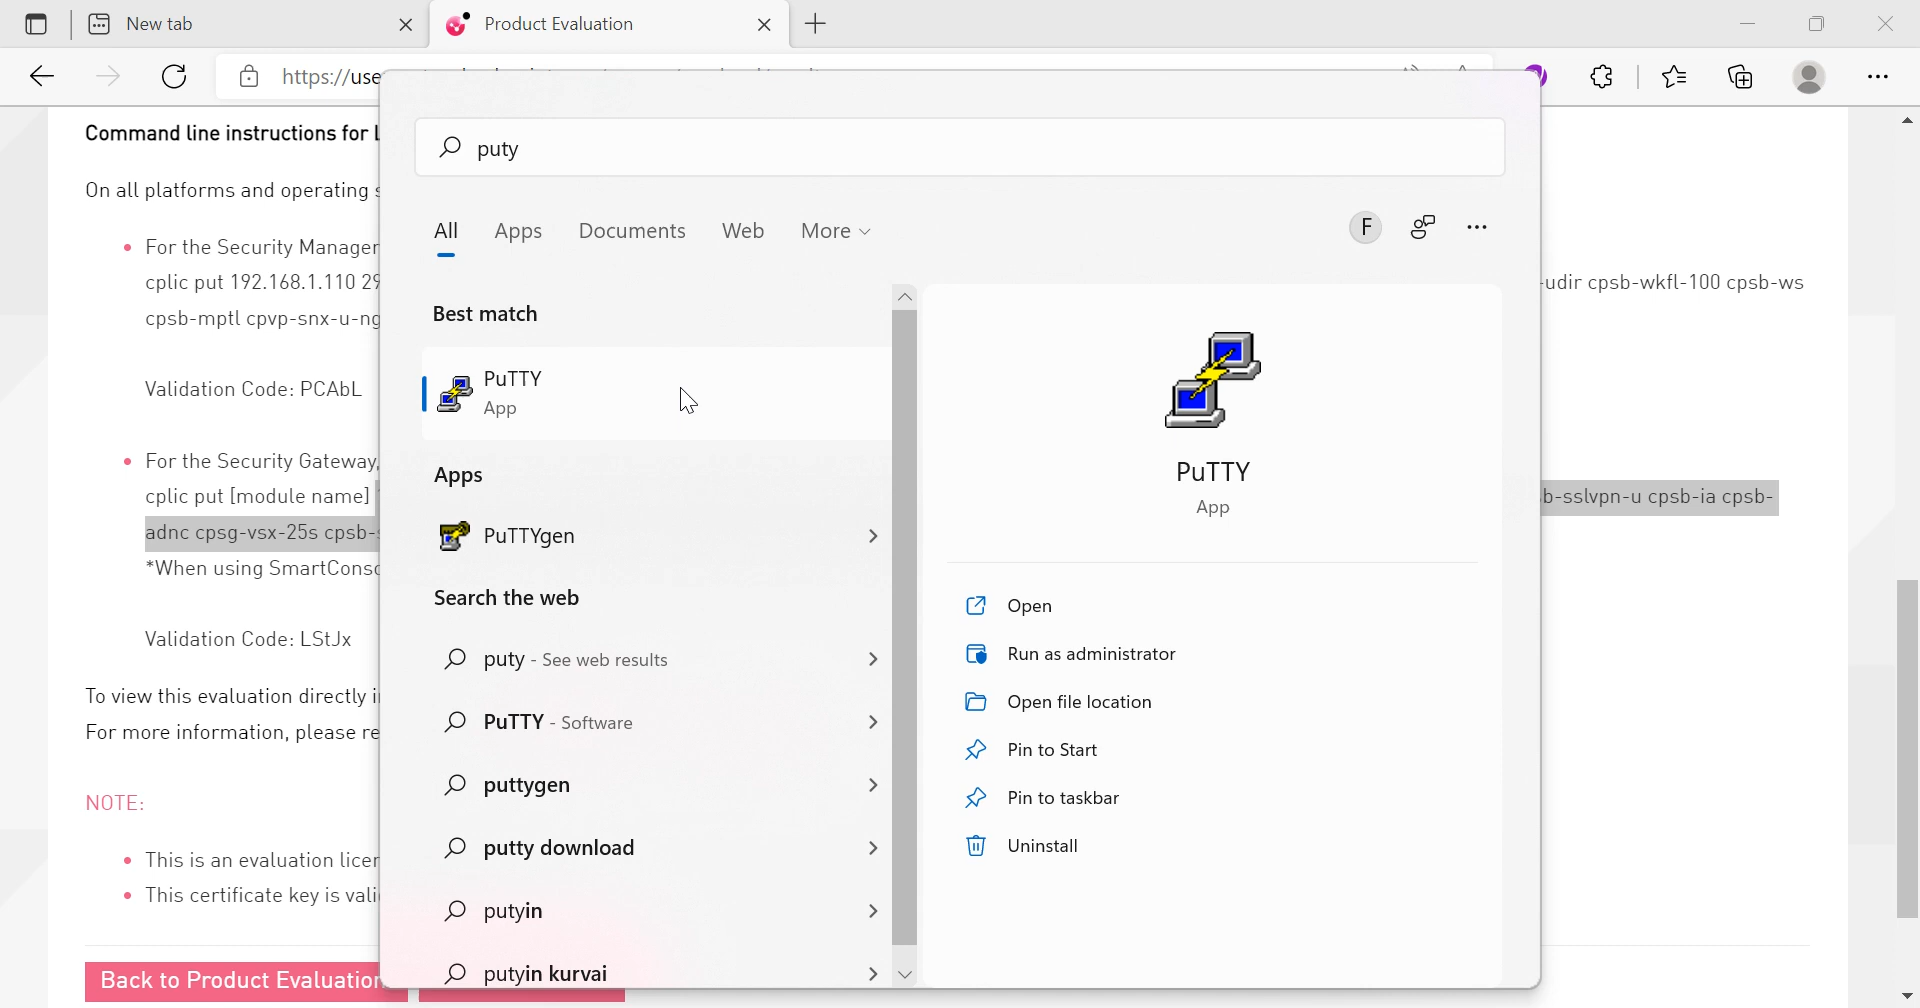 New tab
Product Evaluation
https://use
puty
All Apps Documents Web More
F
Best match
PuTTY
App
Apps
PuTTYgen
Search the web
puty - See web results
PuTTY - Software
puttygen
putty download
putyin
putyin kurvai
PuTTY
App
Open
Run as administrator
Open file location
Pin to Start
Pin to taskbar
Uninstall
Command line instructions for L
On all platforms and operating s
For the Security Manager
cplic put 192.168.1.110 29 -udir cpsb-wkfl-100 cpsb-ws
cpsb-mptl cpvp-snx-u-ng
Validation Code: PCAbL
For the Security Gateway,
cplic put [module name] b-sslvpn-u cpsb-ia cpsb-
adnc cpsg-vsx-25s cpsb-s
*When using SmartConso
Validation Code: LStJx
To view this evaluation directly i
For more information, please re
NOTE:
This is an evaluation licen
This certificate key is vali
Back to Product Evaluation